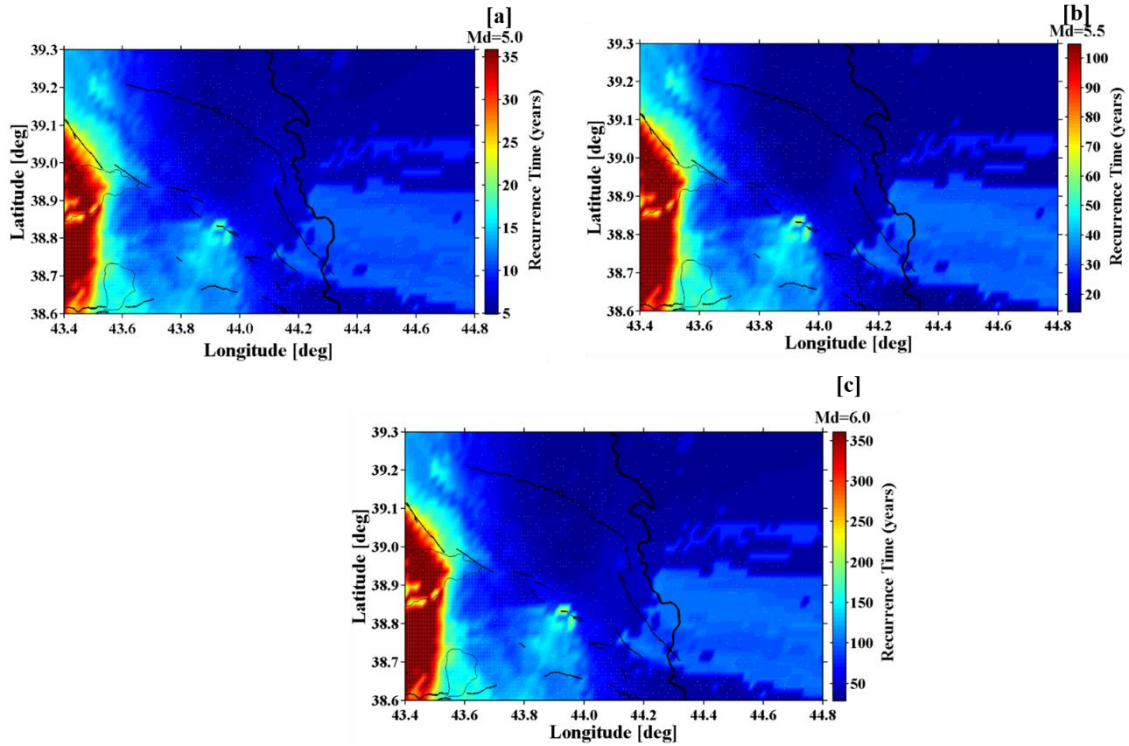 [a]
Md=5.0
39.3
39.2
39.1
39.0
38.9
38.8
38.7
38.6
Latitude [deg]
43.4 43.6 43.8 44.0 44.2 44.4 44.6 44.8
Longitude [deg]
35
30
25
20
15
10
5
Recurrence Time (years)
[b]
Md=5.5
39.3
39.2
39.1
39.0
38.9
38.8
38.7
38.6
Latitude [deg]
43.4 43.6 43.8 44.0 44.2 44.4 44.6 44.8
Longitude [deg]
100
90
80
70
60
50
40
30
20
Recurrence Time (years)
[c]
Md=6.0
39.3
39.2
39.1
39.0
38.9
38.8
38.7
38.6
Latitude [deg]
43.4 43.6 43.8 44.0 44.2 44.4 44.6 44.8
Longitude [deg]
350
300
250
200
150
100
50
Recurrence Time (years)